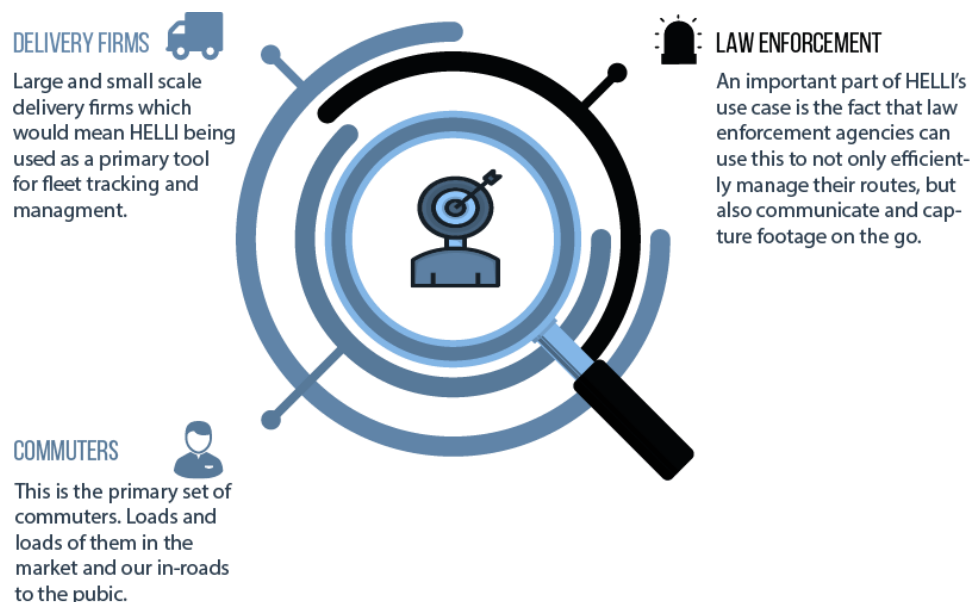 DELIVERY FIRMS
Large and small scale
delivery firms which
would mean HELLI being
used as a primary tool
for fleet tracking and
managment.
LAW ENFORCEMENT
An important part of HELLI’s
use case is the fact that law
enforcement agencies can
use this to not only efficient-
ly manage their routes, but
also communicate and cap-
ture footage on the go.
COMMUTERS
This is the primary set of
commuters. Loads and
loads of them in the
market and our in-roads
to the pubic.